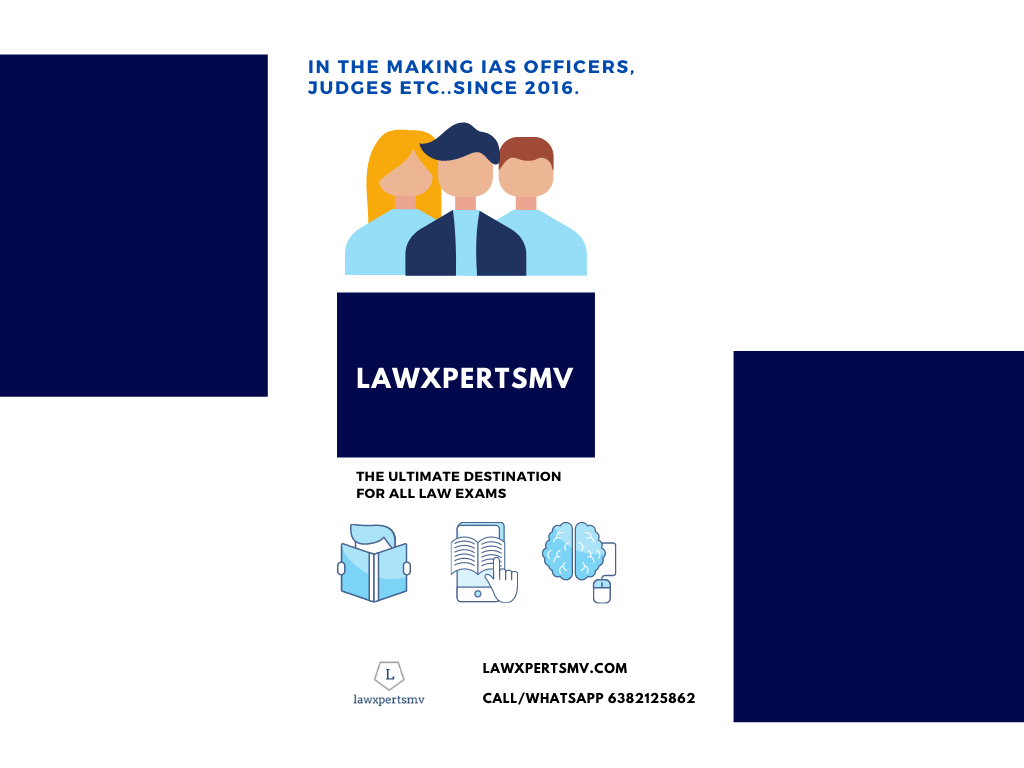 IN THE MAKING IAS OFFICERS,
JUDGES ETC..SINCE 2016.
LAWXPERTSMV
THE ULTIMATE DESTINATION
FOR ALL LAW EXAMS
L
lawxpertsmv
LAWXPERTSMV.COM
CALL/WHATSAPP 6382125862